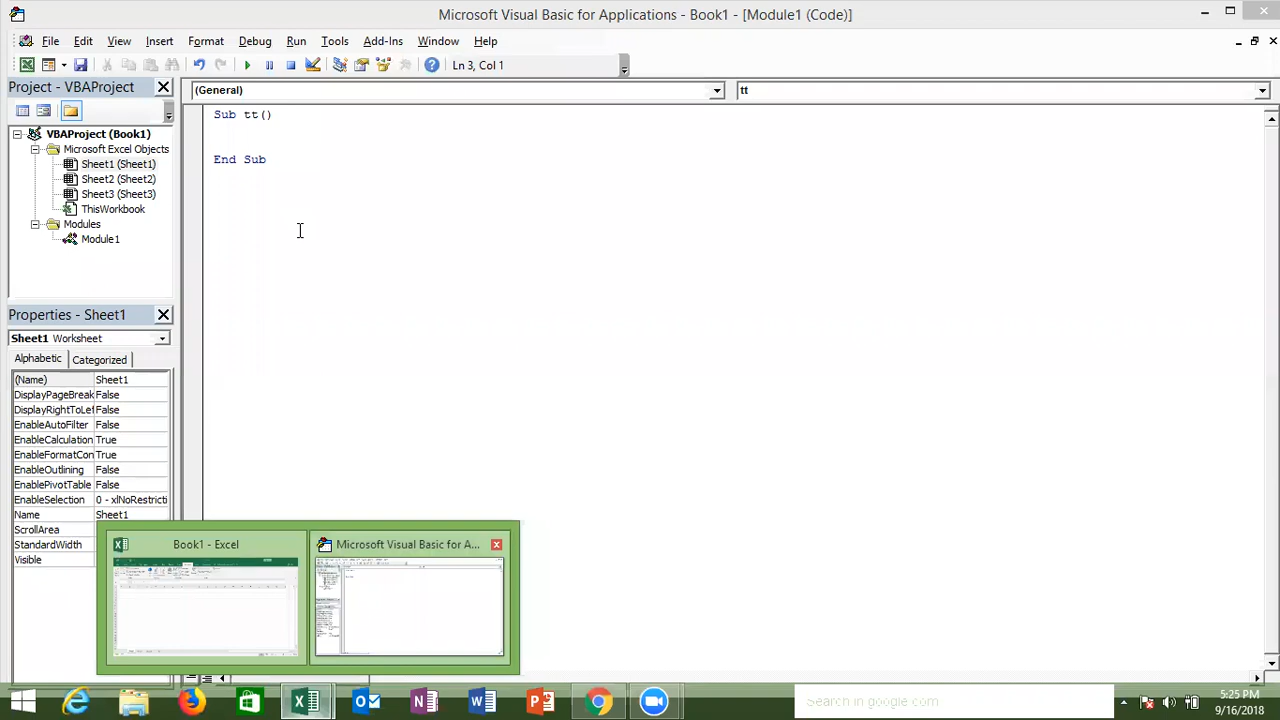 Microsoft Visual Basic for Applications - Book1 - [Module1 (Code)]
File Edit View Insert Format Debug Run Tools Add-Ins Window Help
Ln 3, Col 1
Project - VBAProject
(General)
tt
Sub tt()
End Sub
VBAProject (Book1)
Microsoft Excel Objects
Sheet1 (Sheet1)
Sheet2 (Sheet2)
Sheet3 (Sheet3)
ThisWorkbook
Modules
Module1
Properties - Sheet1
Sheet1 Worksheet
Alphabetic Categorized
(Name) Sheet1
DisplayPageBreak False
DisplayRightToLef False
EnableAutoFilter False
EnableCalculation True
EnableFormatCon True
EnableOutlining False
EnablePivotTable False
EnableSelection 0 - xlNoRestricti
Name Sheet1
ScrollArea
StandardWidth
Visible
Book1 - Excel
Microsoft Visual Basic for A...
Search in google.com
5:25 PM
9/16/2018